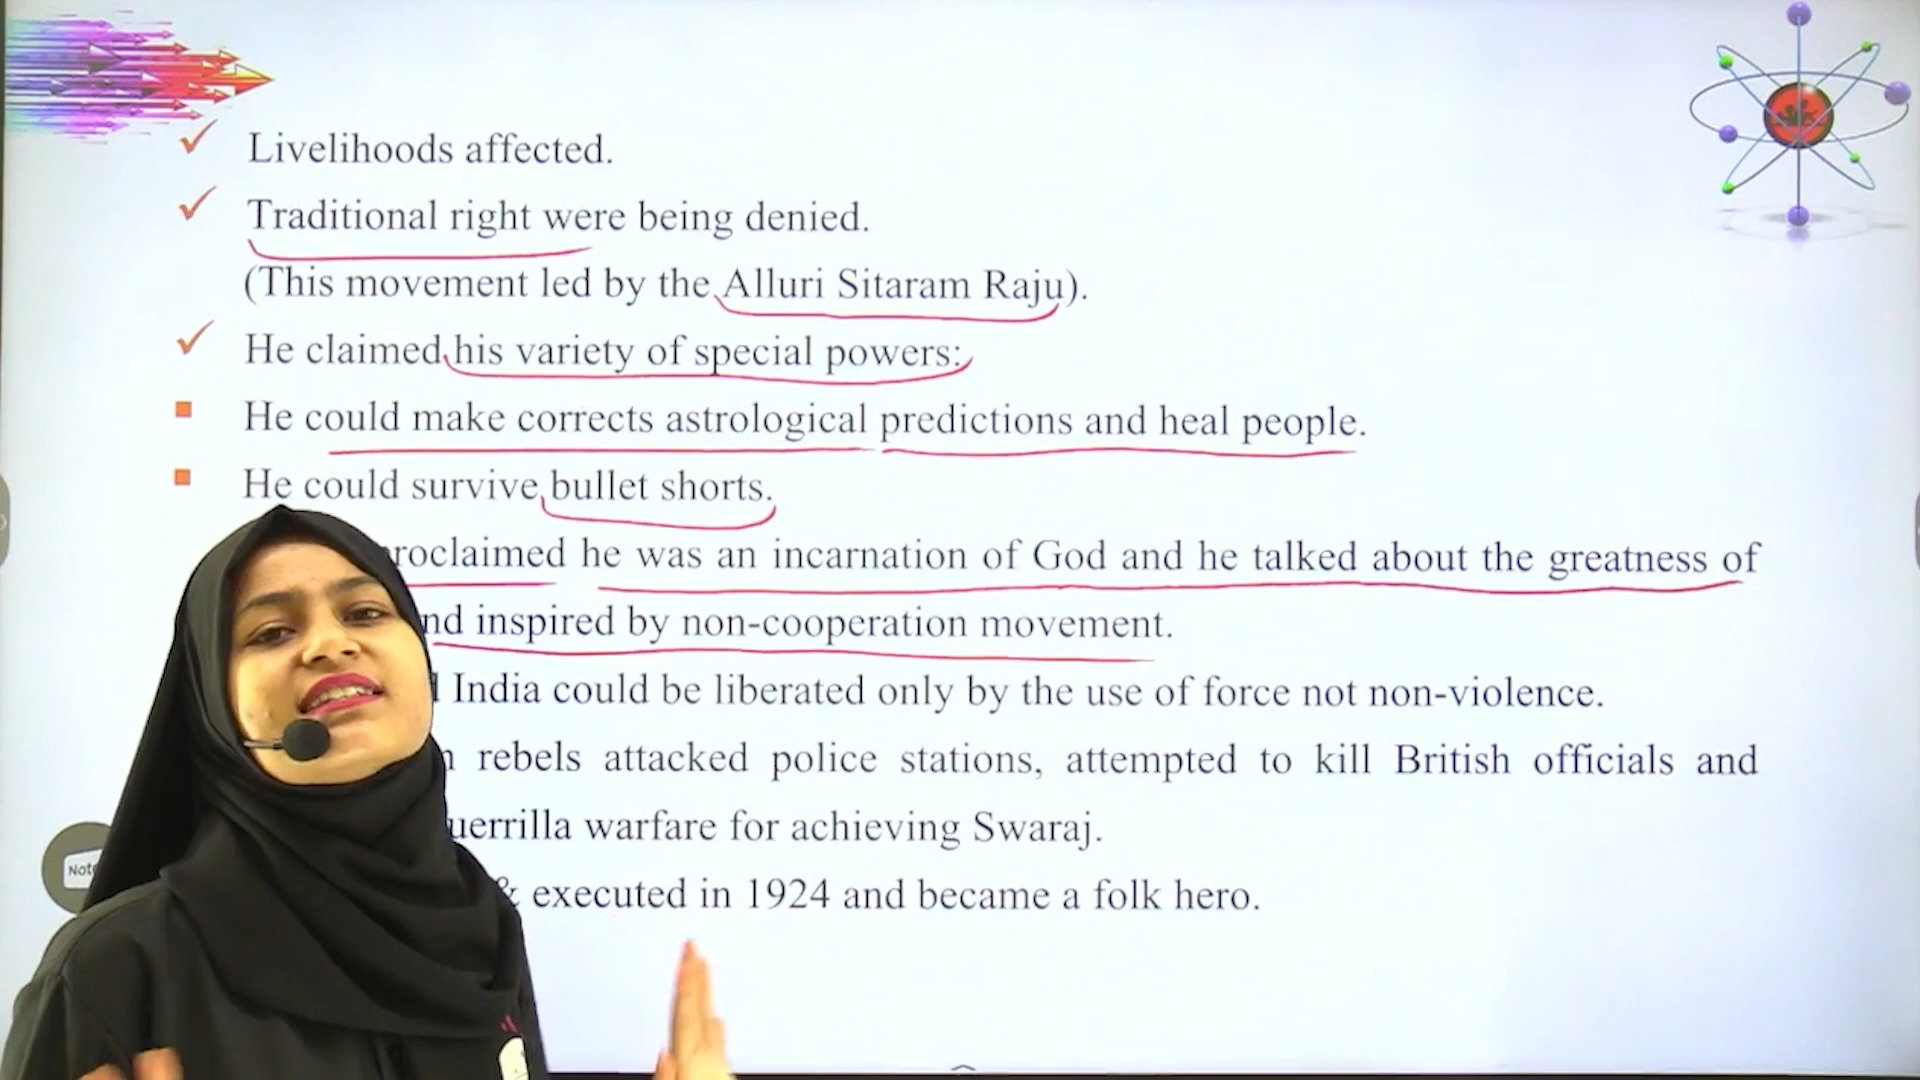 Livelihoods affected.
Traditional right were being denied.
(This movement led by the Alluri Sitaram Raju).
He claimed his variety of special powers:
He could make corrects astrological predictions and heal people.
He could survive bullet shorts.
he was an incarnation of God and he talked about the greatness of
inspired by non-cooperation movement.
India could be liberated only by the use of force not non-violence.
rebels attacked police stations, attempted to kill British officials and
warfare for achieving Swaraj.
& executed in 1924 and became a folk hero.